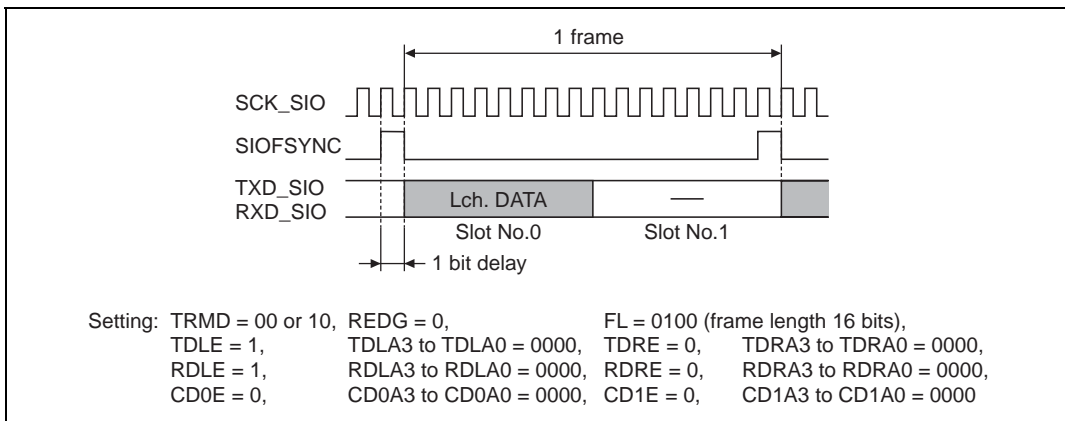 1 frame
SCK_SIO
SIOFSYNC
TXD_SIO
RXD_SIO
Lch. DATA
Slot No.0 Slot No.1
1 bit delay
Setting: TRMD = 00 or 10, REDG = 0, FL = 0100 (frame length 16 bits),
TDLE = 1, TDLA3 to TDLA0 = 0000, TDRE = 0, TDRA3 to TDRA0 = 0000,
RDLE = 1, RDLA3 to RDLA0 = 0000, RDRE = 0, RDRA3 to RDRA0 = 0000,
CD0E = 0, CD0A3 to CD0A0 = 0000, CD1E = 0, CD1A3 to CD1A0 = 0000